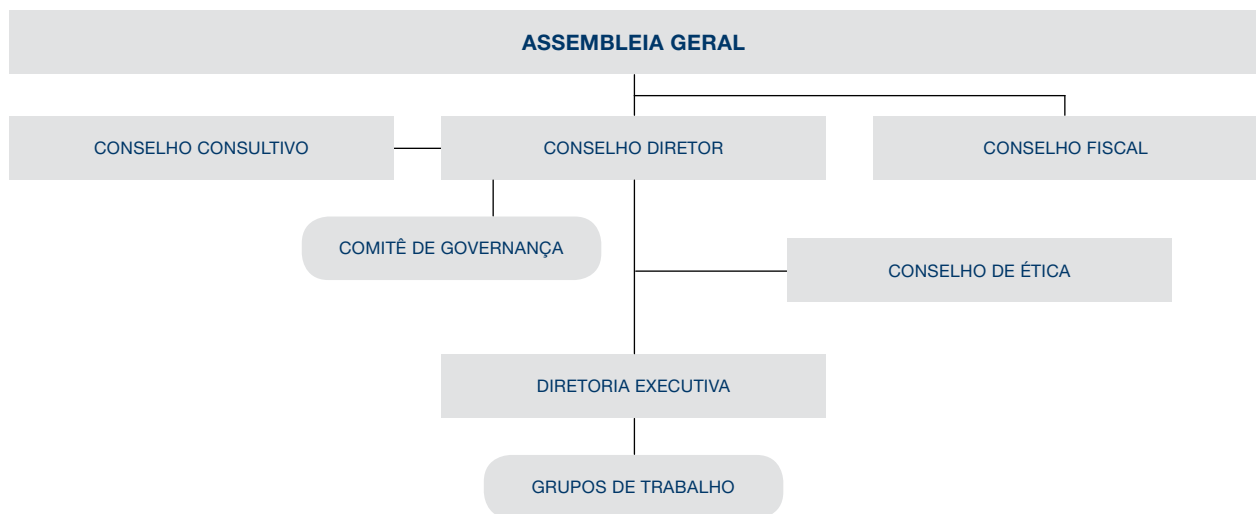 ASSEMBLEIA GERAL
CONSELHO CONSULTIVO
CONSELHO DIRETOR
CONSELHO FISCAL
COMITÊ DE GOVERNANÇA
CONSELHO DE ÉTICA
DIRETORIA EXECUTIVA
GRUPOS DE TRABALHO